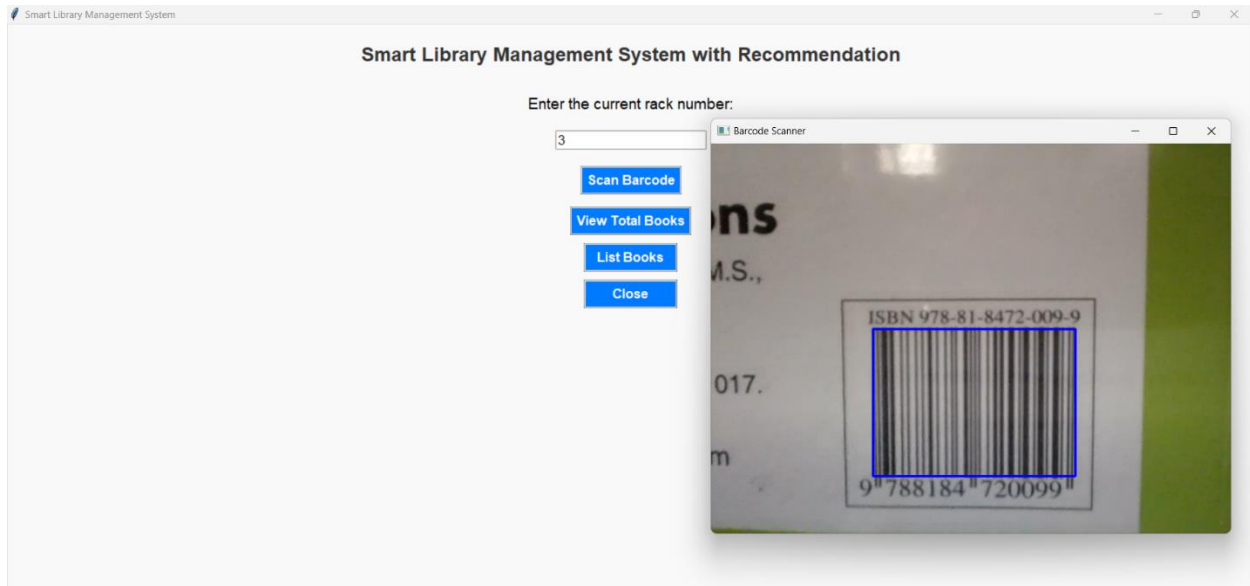 Smart Library Management System
Smart Library Management System with Recommendation
Enter the current rack number:
3
Scan Barcode
View Total Books
List Books
Close
Barcode Scanner
ns
M.S.,
ISBN 978-81-8472-009-9
017.
m
9 788184 720099